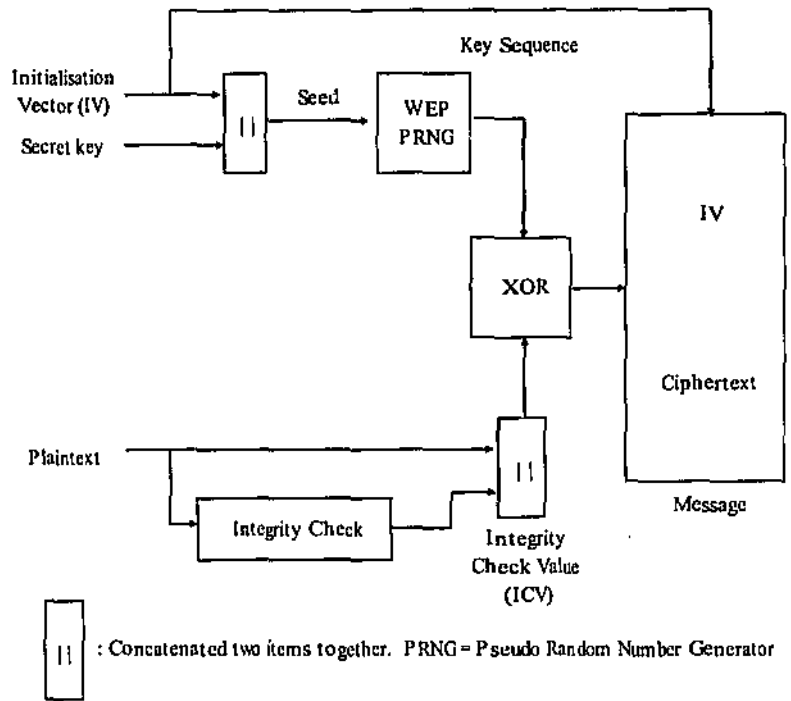 Key Sequence
Initialisation
Vector (IV)
Secret key
||
Seed
WEP
PRNG
IV
XOR
Ciphertext
Plaintext
||
Integrity Check
Integrity
Check Value
(ICV)
Message
|| : Concatenated two items together. PRNG = Pseudo Random Number Generator